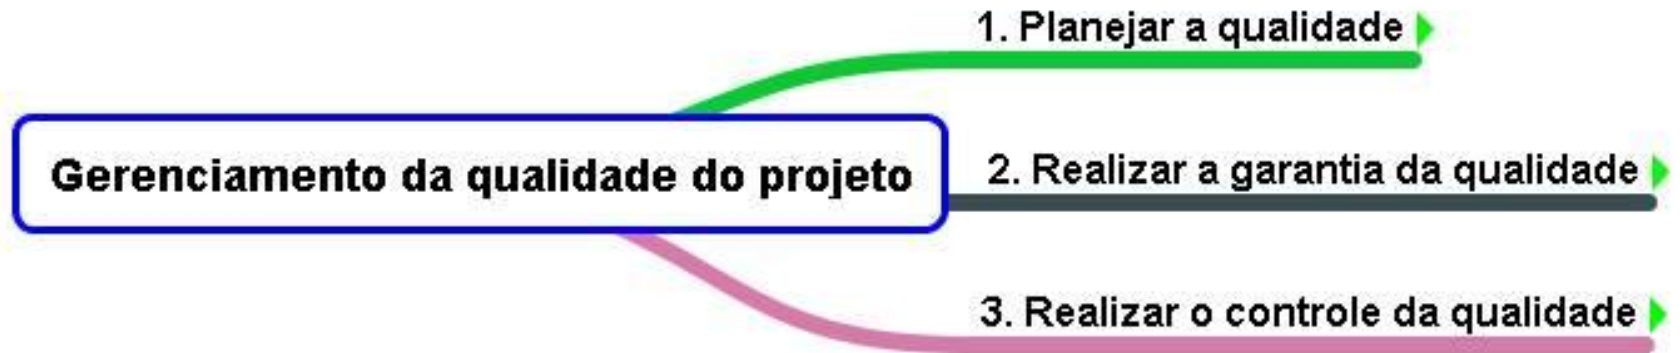 Gerenciamento da qualidade do projeto
1. Planejar a qualidade
2. Realizar a garantia da qualidade
3. Realizar o controle da qualidade